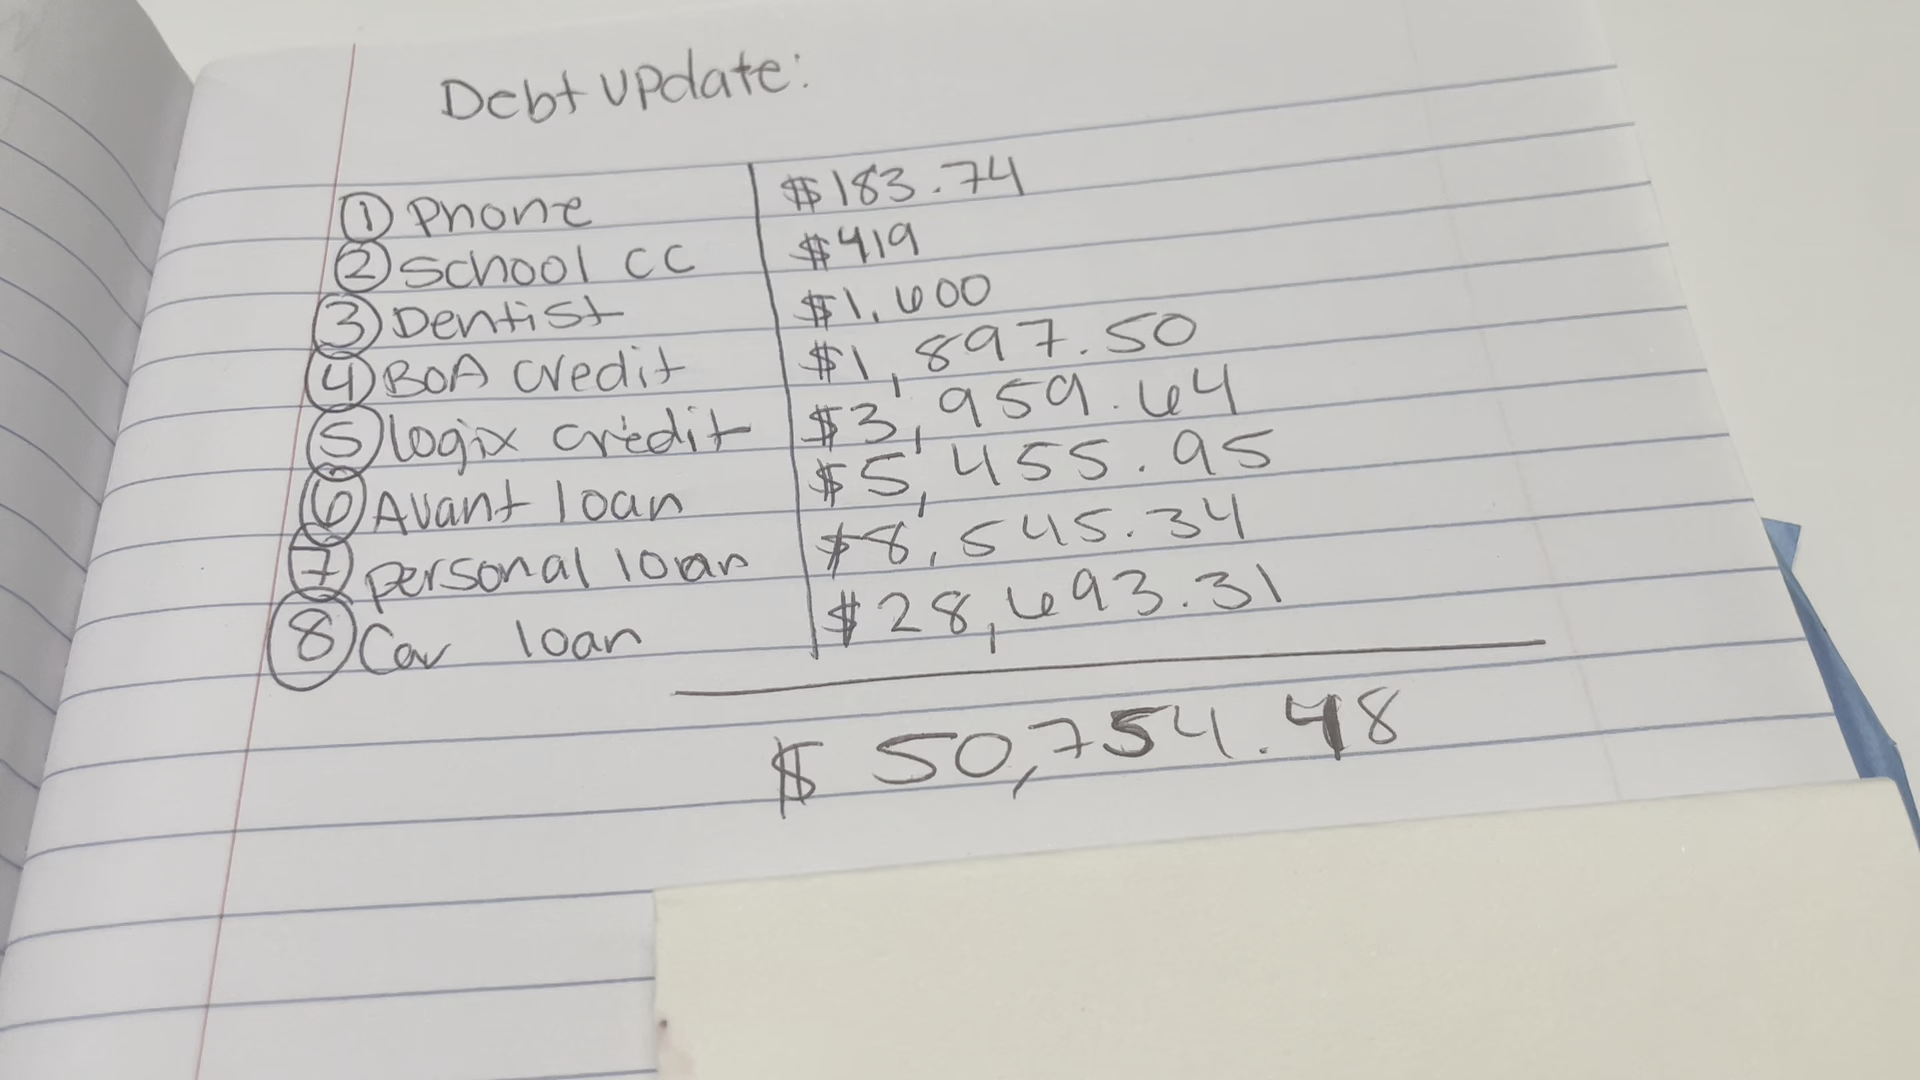 Debt update:
① Phone $183.74
② School CC $419
③ Dentist $1,600
④ BOA credit $1,897.50
⑤ logix credit $3,959.64
⑥ Avant loan $5,455.95
⑦ personal loan $8,545.34
⑧ Car loan $28,693.31
$50,754.48